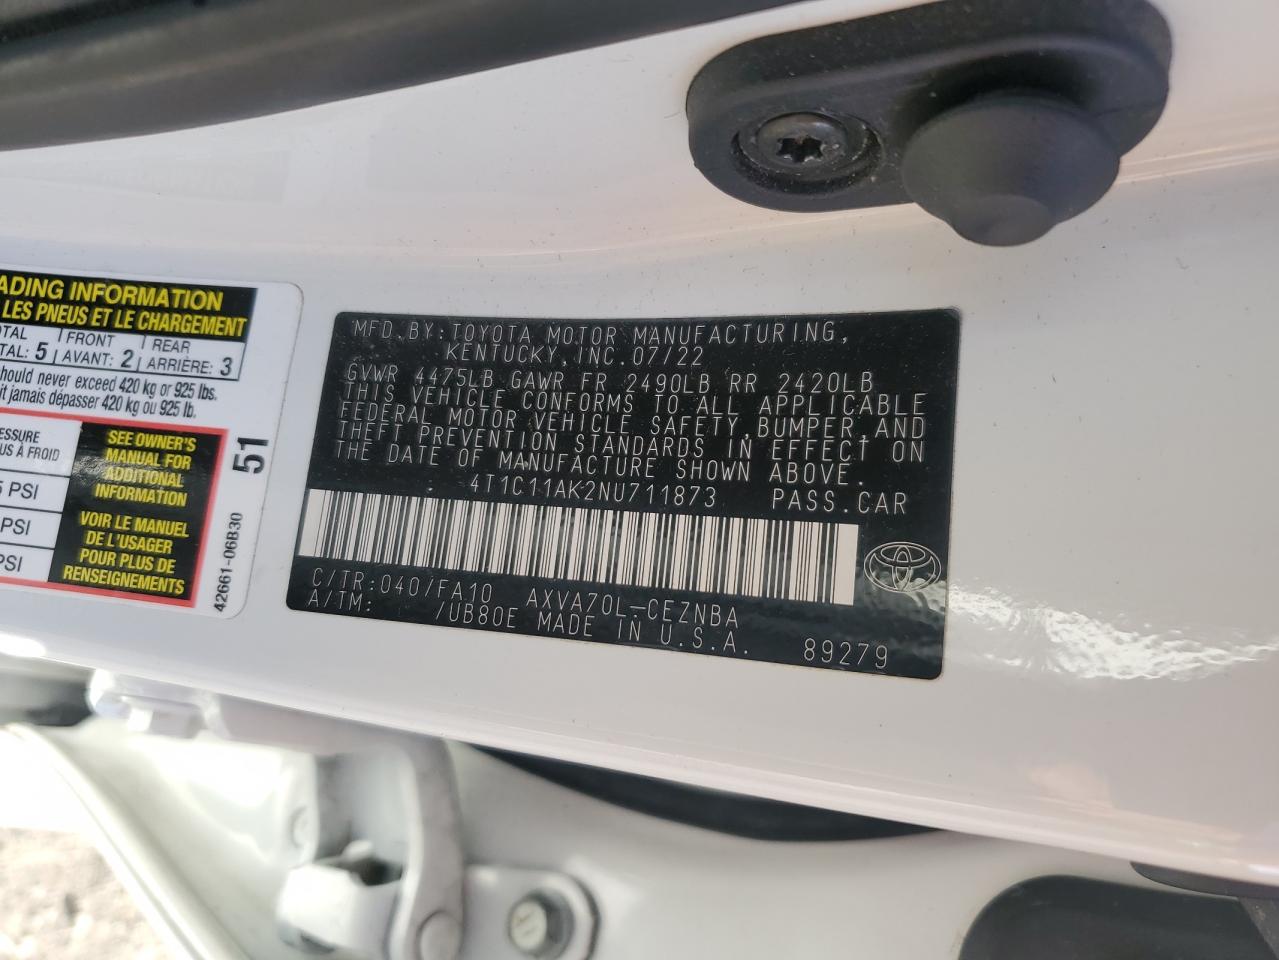 ADING INFORMATION
LES PNEUS ET LE CHARGEMENT
OTAL FRONT REAR
TAL: 5 AVANT: 2 ARRIÈRE: 3
hould never exceed 420 kg or 925 lbs.
it jamais dépasser 420 kg ou 925 lb.
ESSURE
US À FROID
5 PSI
PSI
PSI
SEE OWNER'S
MANUAL FOR
ADDITIONAL
INFORMATION
VOIR LE MANUEL
DE L'USAGER
POUR PLUS DE
RENSEIGNEMENTS
51
42661-06B30
MFD.BY:TOYOTA MOTOR MANUFACTURING,
KENTUCKY,INC.07/22
GVWR 4475LB GAWR FR 2490LB RR 2420LB
THIS VEHICLE CONFORMS TO ALL APPLICABLE
FEDERAL MOTOR VEHICLE SAFETY,BUMPER,AND
THEFT PREVENTION STANDARDS IN EFFECT ON
THE DATE OF MANUFACTURE SHOWN ABOVE.
4T1C11AK2NU711873 PASS.CAR
C/TR:040/FA10 AXVA70L-CEZNBA
A/TM: /UB80E MADE IN U.S.A.
89279